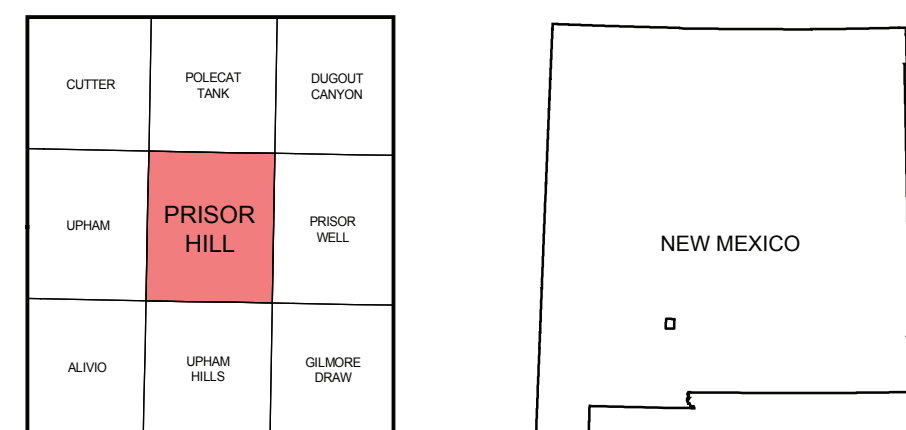 CUTTER
POLECAT
TANK
DUGOUT
CANYON
UPHAM
PRISOR
HILL
PRISOR
WELL
ALIVIO
UPHAM
HILLS
GILMORE
DRAW
NEW MEXICO